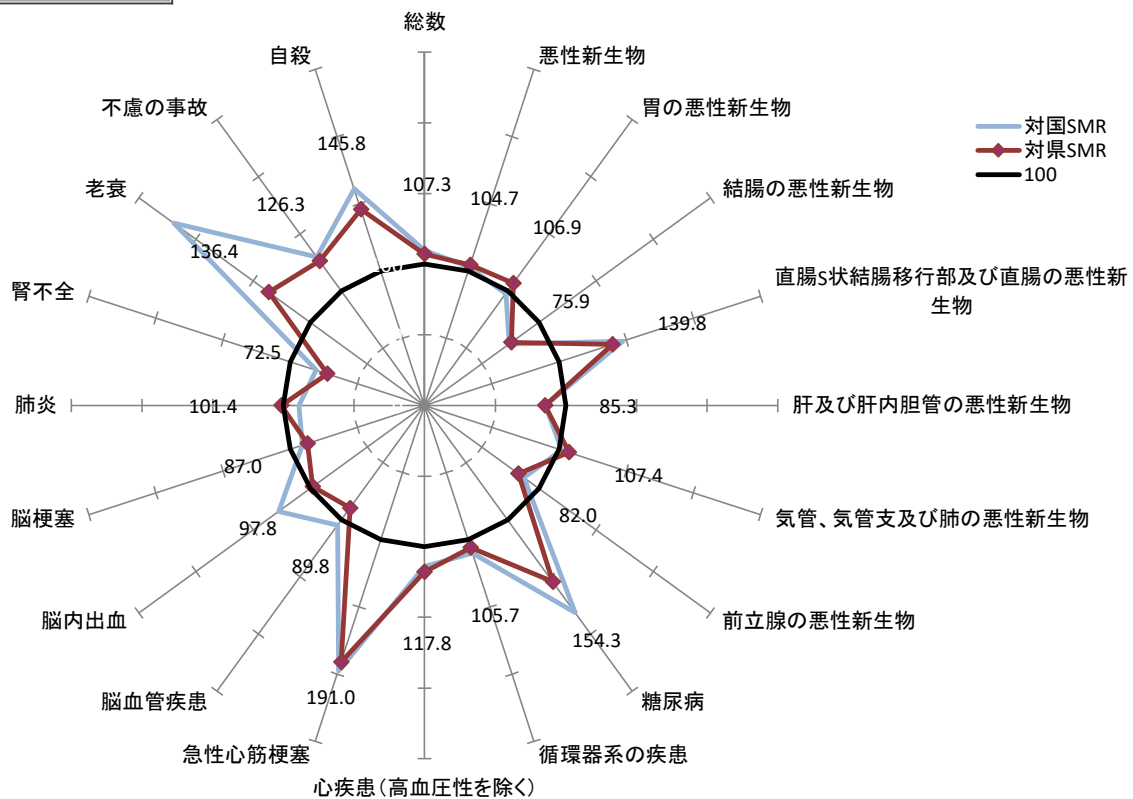 総数
自殺
悪性新生物
不慮の事故
胃の悪性新生物
対国SMR
対県SMR
100
145.8
老衰
107.3
104.7
結腸の悪性新生物
126.3
106.9
136.4
直腸S状結腸移行部及び直腸の悪性新
生物
腎不全
75.9
139.8
72.5
肺炎
101.4
85.3
肝及び肝内胆管の悪性新生物
87.0
107.4
脳梗塞
気管、気管支及び肺の悪性新生物
97.8
82.0
89.8
脳内出血
105.7
前立腺の悪性新生物
117.8
154.3
脳血管疾患
191.0
糖尿病
急性心筋梗塞
循環器系の疾患
心疾患(高血圧性を除く)